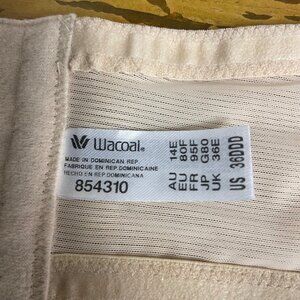 Wacoal®
MADE IN DOMINICAN REP.
FABRIQUE EN REP.DOMINICAINE
HECHO EN REP.DOMINICANA
854310
AU 14E
EU 80F
FR 95F
JP G80
UK 36E
US 36DDD